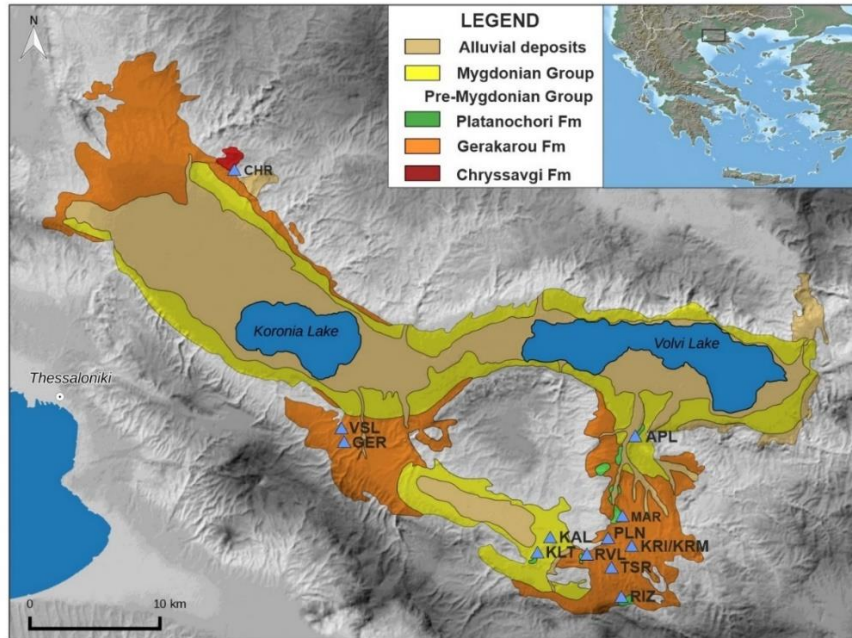 N
LEGEND
Alluvial deposits
Mygdonian Group
Pre-Mygdonian Group
Platanochori Fm
Gerakarou Fm
Chryssavgi Fm
CHR
Koronia Lake
Volvi Lake
Thessaloniki
VSL
GER
APL
MAR
PLN
KAL
KRI/KRM
KLT
RVL
TSR
RIZ
0 10 km